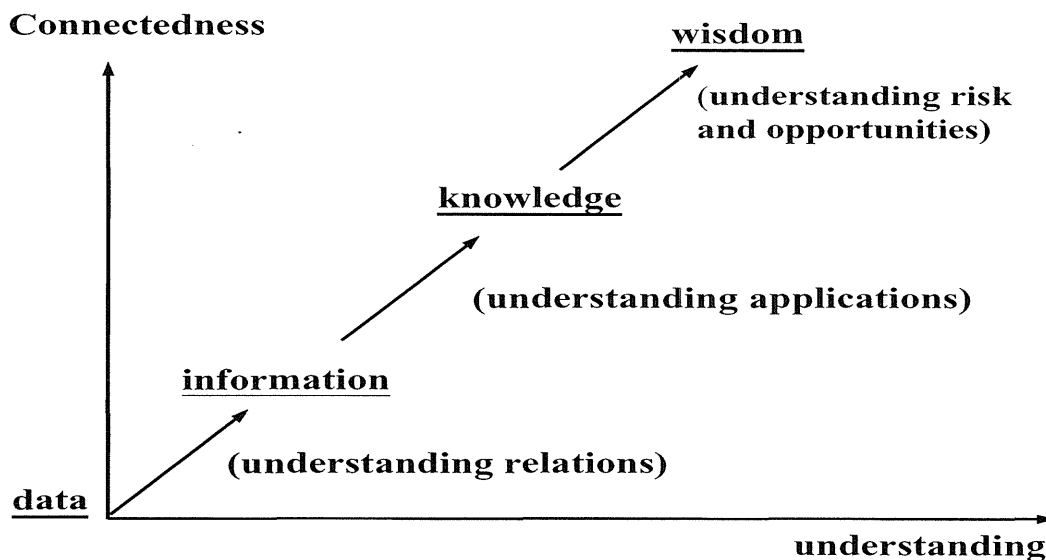 Connectedness
wisdom
(understanding risk
and opportunities)
knowledge
(understanding applications)
information
(understanding relations)
data
understanding